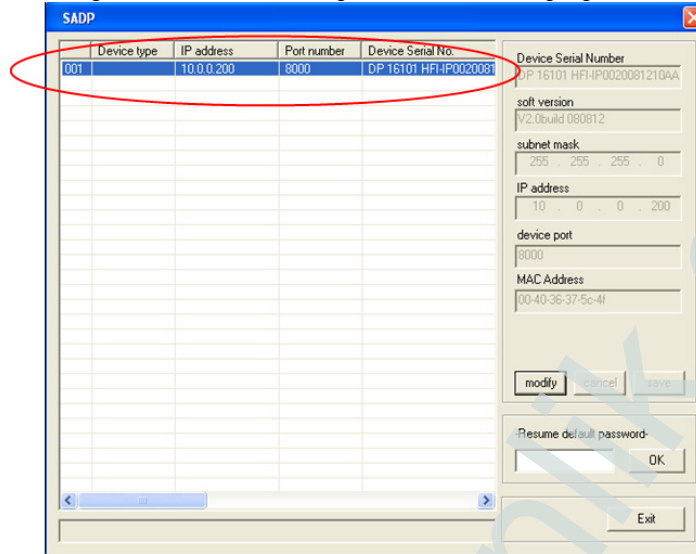 SADP
Device type IP address Port number Device Serial No.
001 10.0.0.200 8000 DP 16101 HFI-IP0020081
Device Serial Number
DP 16101 HFI-IP0020081210AA
soft version
V2.0build 080812
subnet mask
255 . 255 . 255 . 0
IP address
10 . 0 . 0 . 200
device port
8000
MAC Address
00-40-36-37-5c-4f
modify cancel save
-Resume default password-
OK
Exit